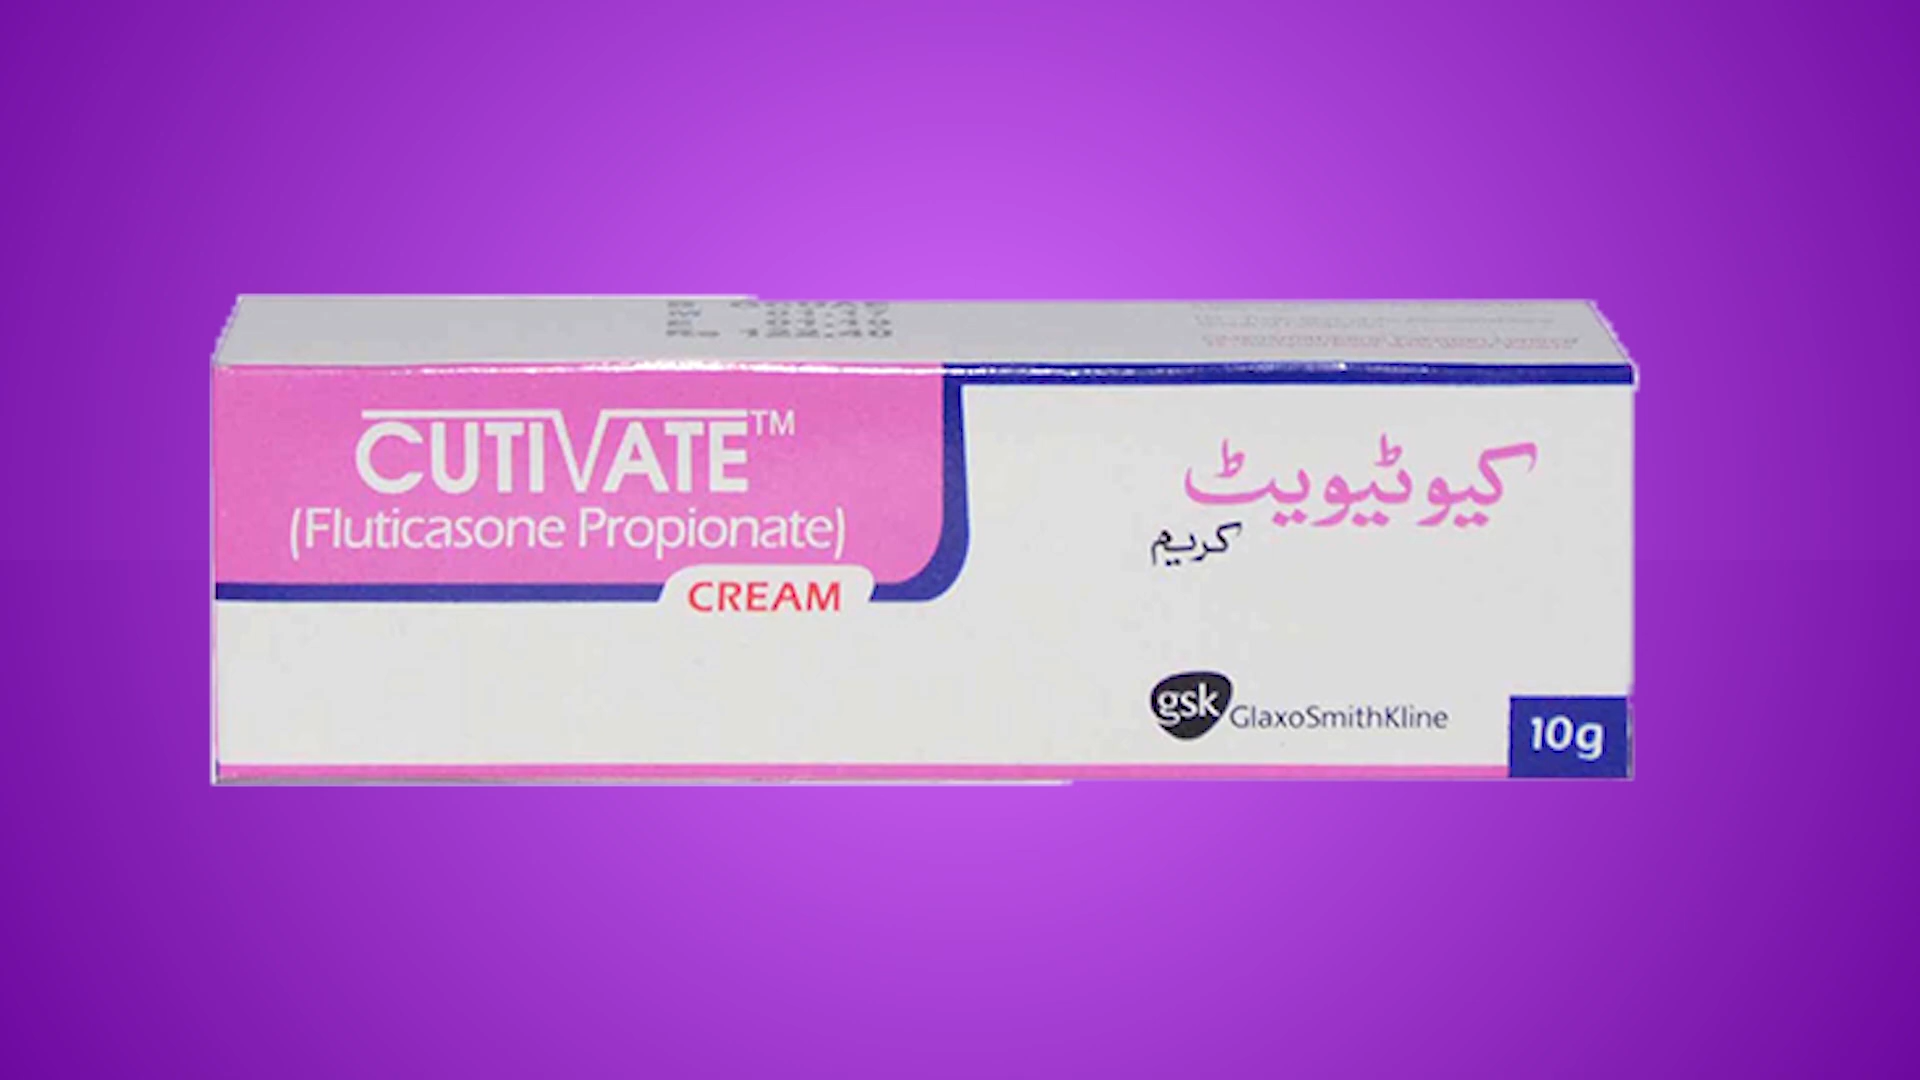 CUTIVATE™
(Fluticasone Propionate)
CREAM
کیوٹیویٹ
کریم
gsk GlaxoSmithKline
10g